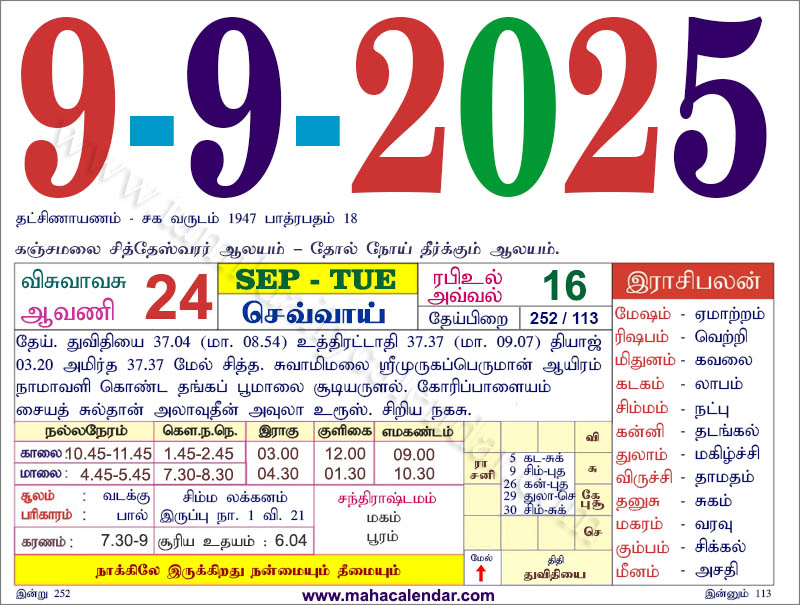 9-9-2025
தட்சிணாயணம் - சக வருடம் 1947 பாத்ரபதம் 18
கஞ்சமலை சித்தேஸ்வரர் ஆலயம் – தோல் நோய் தீர்க்கும் ஆலயம்.
விசுவாவசு
ஆவணி
24
SEP - TUE
செவ்வாய்
ரபிஉல்
அவ்வல்
16
தேய்பிறை
252 / 113
தேய். துவிதியை 37.04 (மா. 08.54) உத்திரட்டாதி 37.37 (மா. 09.07) தியாஜ்
03.20 அமிர்த 37.37 மேல் சித்த. சுவாமிமலை ஸ்ரீமுருகப்பெருமான் ஆயிரம்
நாமாவளி கொண்ட தங்கப் பூமாலை சூடியருளல். கோரிப்பாளையம்
சையத் சுல்தான் அலாவுதீன் அவுலா உரூஸ். சிறிய நகசு.
இராசிபலன்
மேஷம் - ஏமாற்றம்
ரிஷபம் - வெற்றி
மிதுனம் - கவலை
கடகம் - லாபம்
சிம்மம் - நட்பு
கன்னி - தடங்கல்
துலாம் - மகிழ்ச்சி
விருச்சி - தாமதம்
தனுசு - சுகம்
மகரம் - வரவு
கும்பம் - சிக்கல்
மீனம் - அசதி
நல்லநேரம் கௌ.ந.நெ. இராகு குளிகை எமகண்டம்
காலை: 10.45-11.45 1.45-2.45 03.00 12.00 09.00
மாலை: 4.45-5.45 7.30-8.30 04.30 01.30 10.30
சூலம் : வடக்கு
பரிகாரம் : பால்
சிம்ம லக்கனம்
இருப்பு நா. 1 வி. 21
சந்திராஷ்டமம்
மகம்
பூரம்
கரணம் : 7.30-9 சூரிய உதயம் : 6.04
ரா
சனி
5 கட-சுக்
9 சிம்-புத
26 கன்-புத
29 துலா-செ
30 சிம்-சுக்
வி
சு
கே
பூசூ
செ
மேல்
திதி
துவிதியை
நாக்கிலே இருக்கிறது நன்மையும் தீமையும்
இன்று 252
www.mahacalendar.com
இன்னும் 113